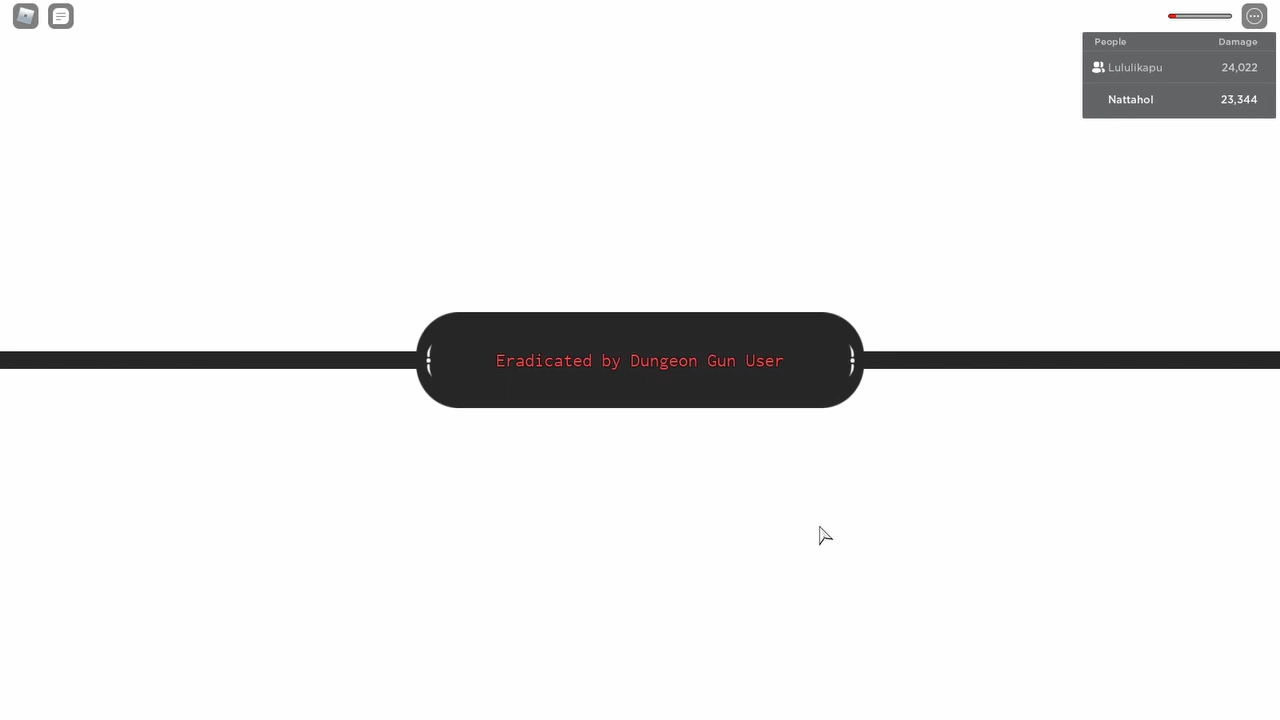 People Damage
Lululikapu 24,022
Nattahol 23,344
Eradicated by Dungeon Gun User